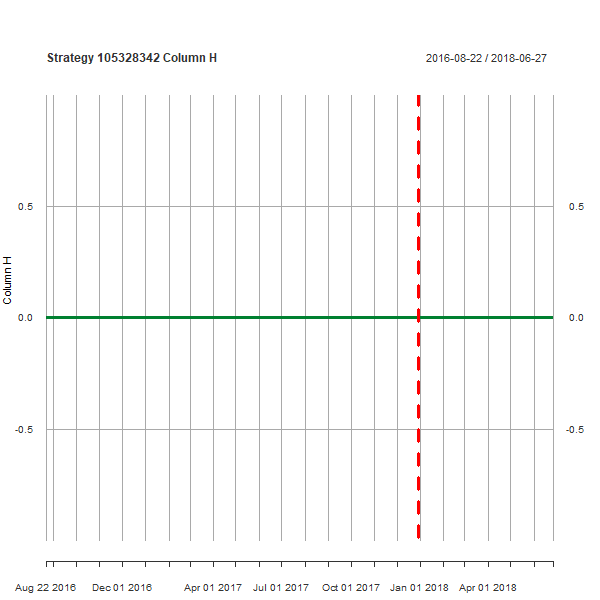 Strategy 105328342 Column H
2016-08-22 / 2018-06-27
0.5
0.5
Column H
0.0
0.0
-0.5
-0.5
Aug 22 2016
Dec 01 2016
Apr 01 2017
Jul 01 2017
Oct 01 2017
Jan 01 2018
Apr 01 2018